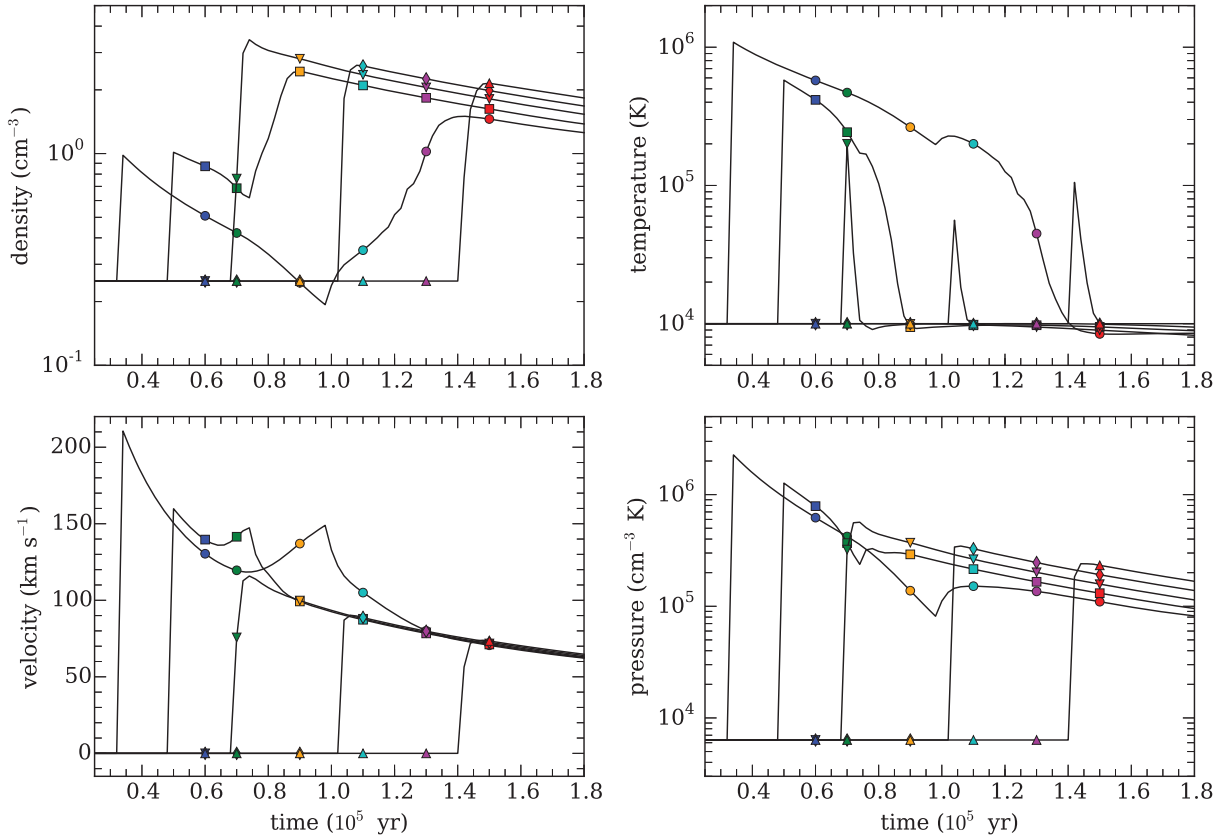 density (cm⁻³)
10⁰
10⁻¹
0.4 0.6 0.8 1.0 1.2 1.4 1.6 1.8
temperature (K)
10⁶
10⁵
10⁴
0.4 0.6 0.8 1.0 1.2 1.4 1.6 1.8
velocity (km s⁻¹)
200
150
100
50
0
0.4 0.6 0.8 1.0 1.2 1.4 1.6 1.8
time (10⁵ yr)
pressure (cm⁻³ K)
10⁶
10⁵
10⁴
0.4 0.6 0.8 1.0 1.2 1.4 1.6 1.8
time (10⁵ yr)